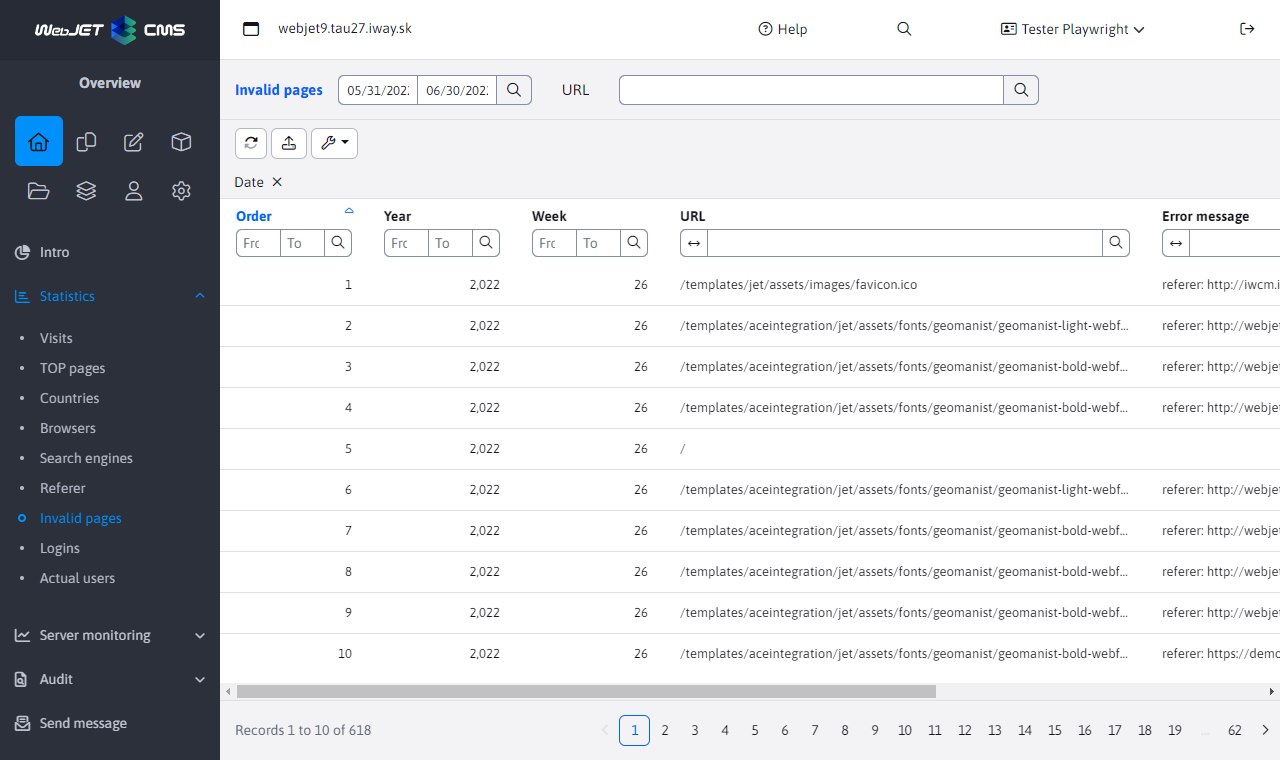 WebJET CMS
webjet9.tau27.iway.sk
Help
Tester Playwright
Overview
Invalid pages
05/31/202
06/30/202
URL
Date
Intro
Statistics
Visits
TOP pages
Countries
Browsers
Search engines
Referer
Invalid pages
Logins
Actual users
Server monitoring
Audit
Send message
Order Year Week URL Error message
To To To
1 2,022 26 /templates/jet/assets/images/favicon.ico referer: http://iwcm.i
2 2,022 26 /templates/aceintegration/jet/assets/fonts/geomanist/geomanist-light-webf... referer: http://webjet
3 2,022 26 /templates/aceintegration/jet/assets/fonts/geomanist/geomanist-bold-webf... referer: http://webjet
4 2,022 26 /templates/aceintegration/jet/assets/fonts/geomanist/geomanist-bold-webf... referer: http://webjet
5 2,022 26 /
6 2,022 26 /templates/aceintegration/jet/assets/fonts/geomanist/geomanist-light-webf... referer: http://webjet
7 2,022 26 /templates/aceintegration/jet/assets/fonts/geomanist/geomanist-bold-webf... referer: http://webjet
8 2,022 26 /templates/aceintegration/jet/assets/fonts/geomanist/geomanist-bold-webf... referer: http://webjet
9 2,022 26 /templates/aceintegration/jet/assets/fonts/geomanist/geomanist-bold-webf... referer: http://webjet
10 2,022 26 /templates/aceintegration/jet/assets/fonts/geomanist/geomanist-bold-webf... referer: https://demo
Records 1 to 10 of 618
1 2 3 4 5 6 7 8 9 10 11 12 13 14 15 16 17 18 19 ... 62